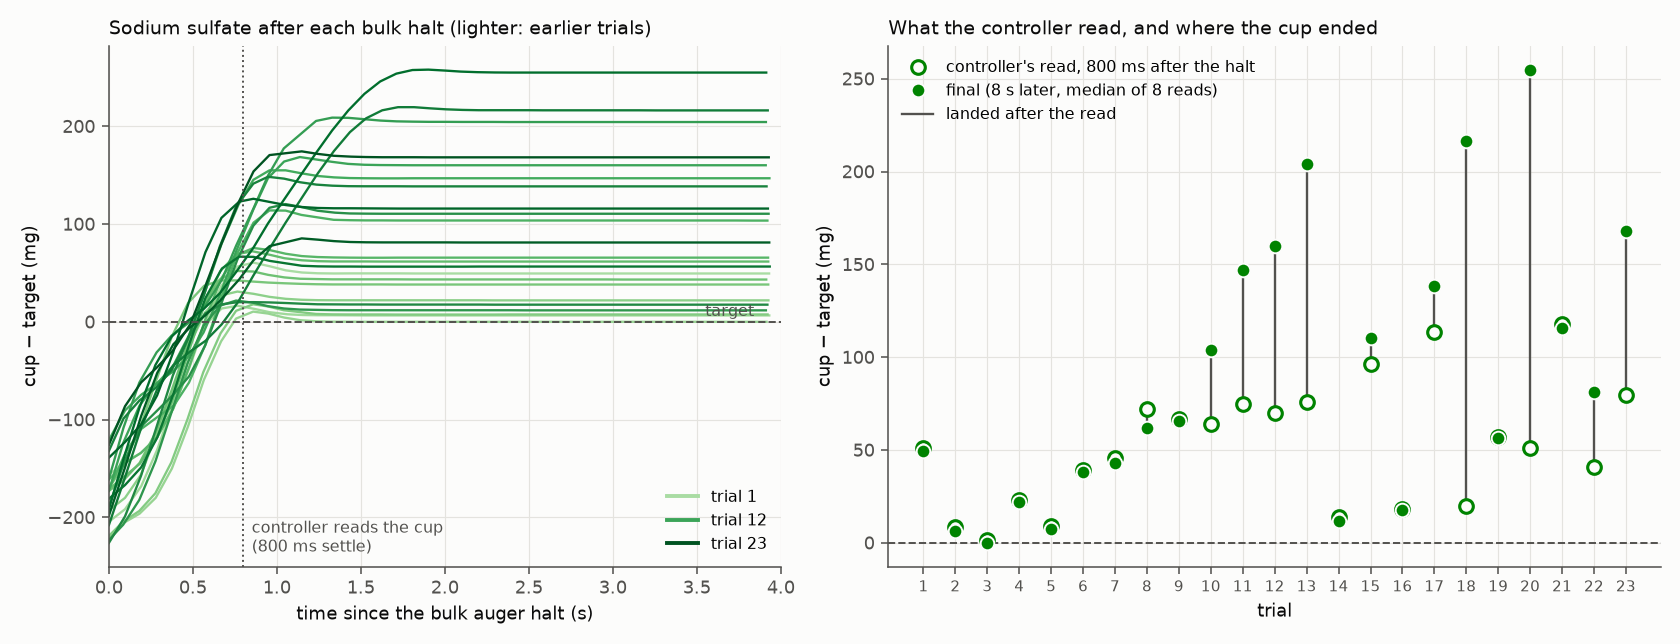 Sodium sulfate after each bulk halt (lighter: earlier trials)
cup − target (mg)
200
100
0
−100
−200
target
controller reads the cup
(800 ms settle)
trial 1
trial 12
trial 23
0.0 0.5 1.0 1.5 2.0 2.5 3.0 3.5 4.0
time since the bulk auger halt (s)
What the controller read, and where the cup ended
controller's read, 800 ms after the halt
final (8 s later, median of 8 reads)
landed after the read
cup − target (mg)
250
200
150
100
50
0
1 2 3 4 5 6 7 8 9 10 11 12 13 14 15 16 17 18 19 20 21 22 23
trial